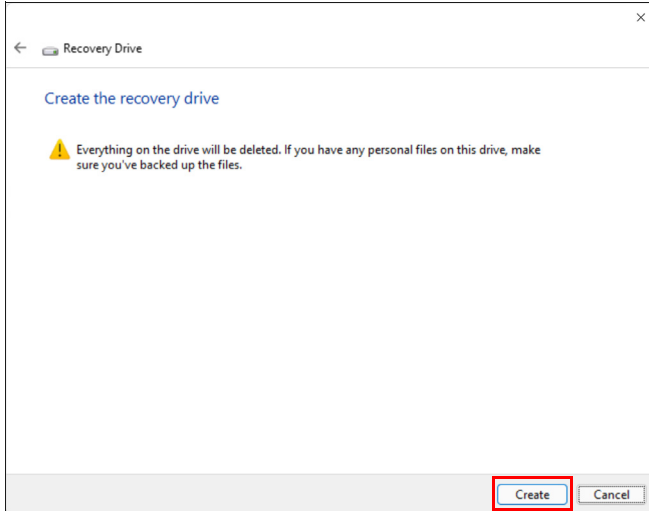 Recovery Drive
Create the recovery drive
Everything on the drive will be deleted. If you have any personal files on this drive, make
sure you've backed up the files.
Create
Cancel